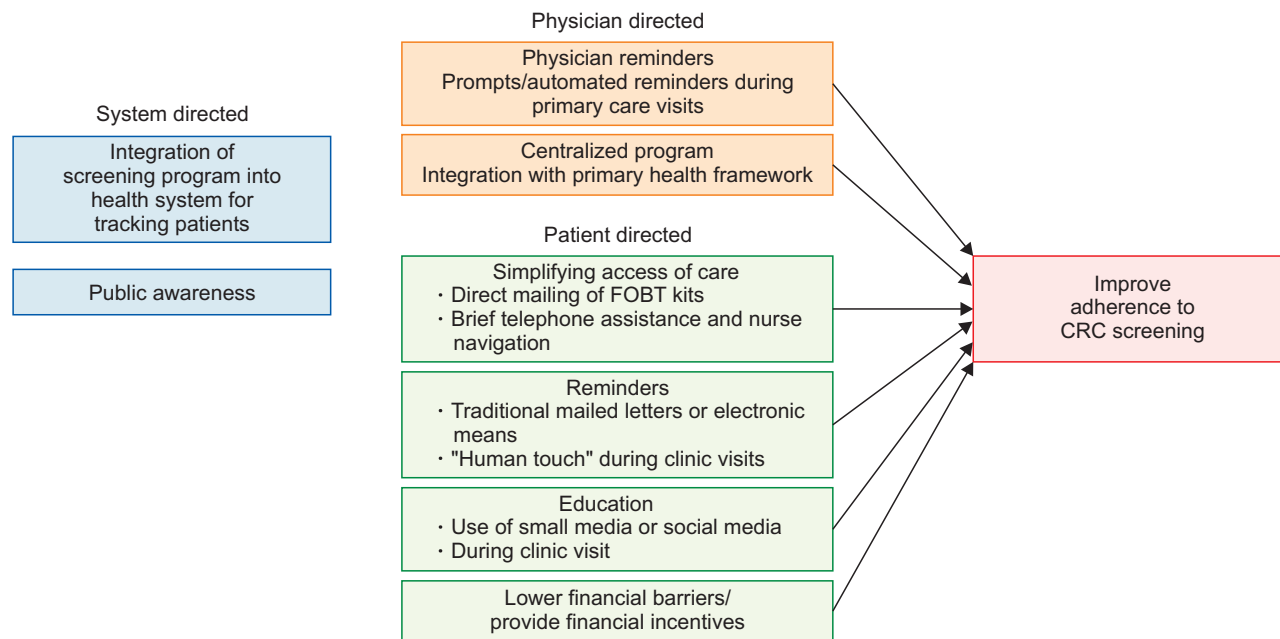 System directed
Integration of
screening program into
health system for
tracking patients
Public awareness
Physician directed
Physician reminders
Prompts/automated reminders during
primary care visits
Centralized program
Integration with primary health framework
Patient directed
Simplifying access of care
· Direct mailing of FOBT kits
· Brief telephone assistance and nurse
navigation
Reminders
· Traditional mailed letters or electronic
means
· "Human touch" during clinic visits
Education
· Use of small media or social media
· During clinic visit
Lower financial barriers/
provide financial incentives
Improve
adherence to
CRC screening